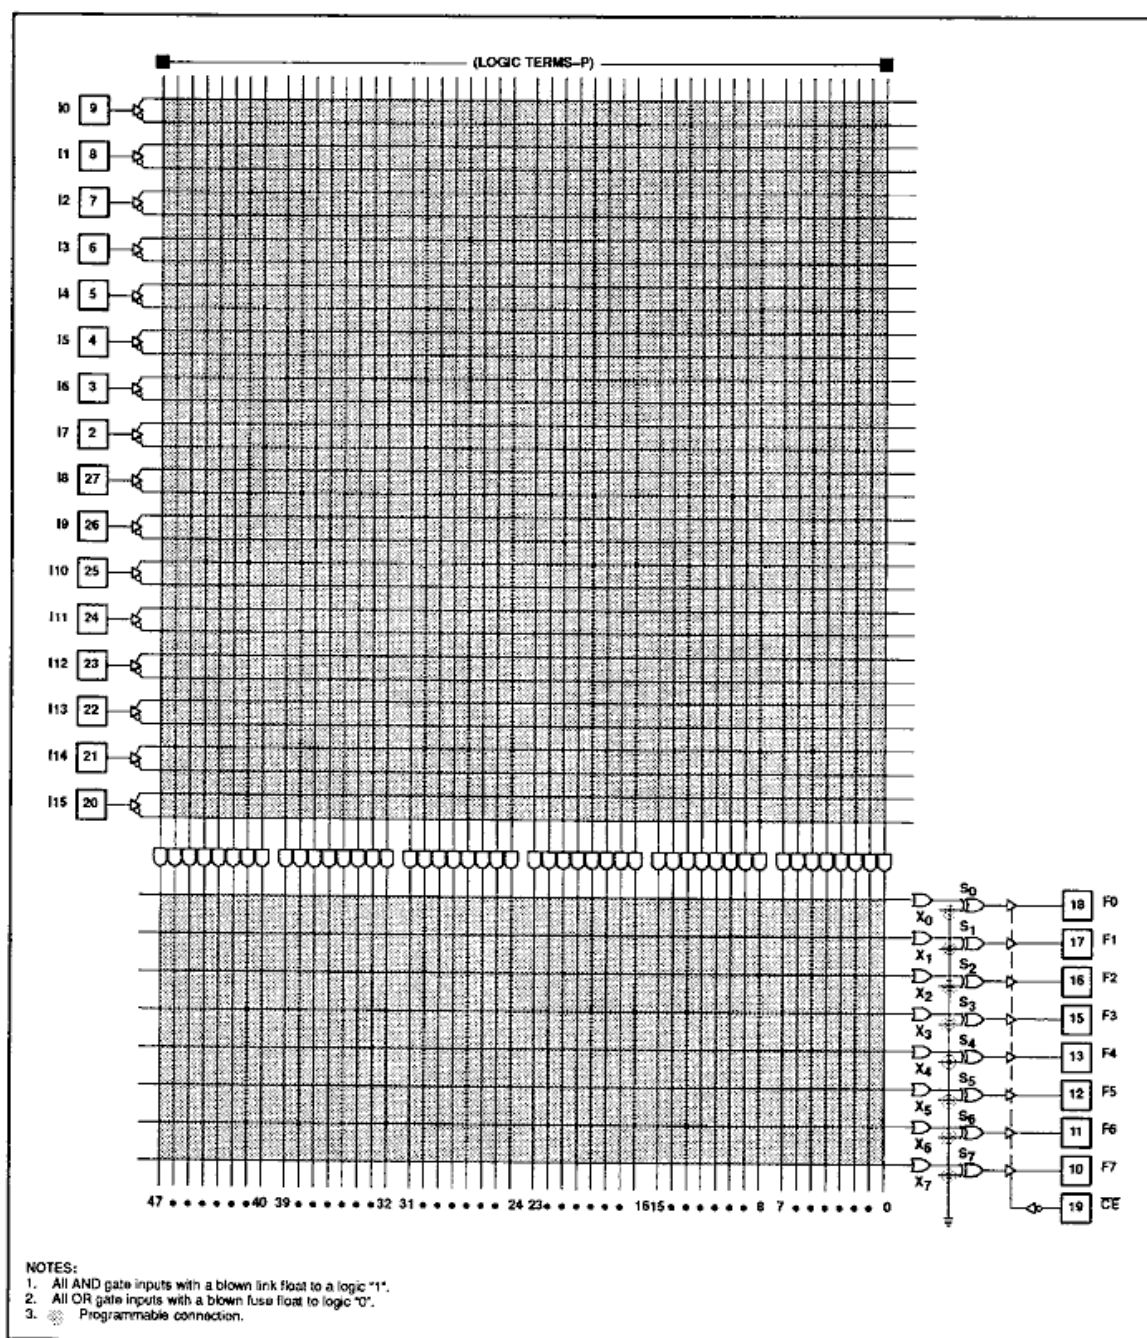 (LOGIC TERMS–P)
I0 9
I1 8
I2 7
I3 6
I4 5
I5 4
I6 3
I7 2
I8 27
I9 26
I10 25
I11 24
I12 23
I13 22
I14 21
I15 20
S0 18 F0
X0
S1 17 F1
X1
S2 16 F2
X2
S3 15 F3
X3
S4 13 F4
X4
S5 12 F5
X5
S6 11 F6
X6
S7 10 F7
X7
47 40 39 32 31 24 23 16 15 8 7 0
19 CE
NOTES:
1. All AND gate inputs with a blown link float to a logic "1".
2. All OR gate inputs with a blown fuse float to logic "0".
3. Programmable connection.